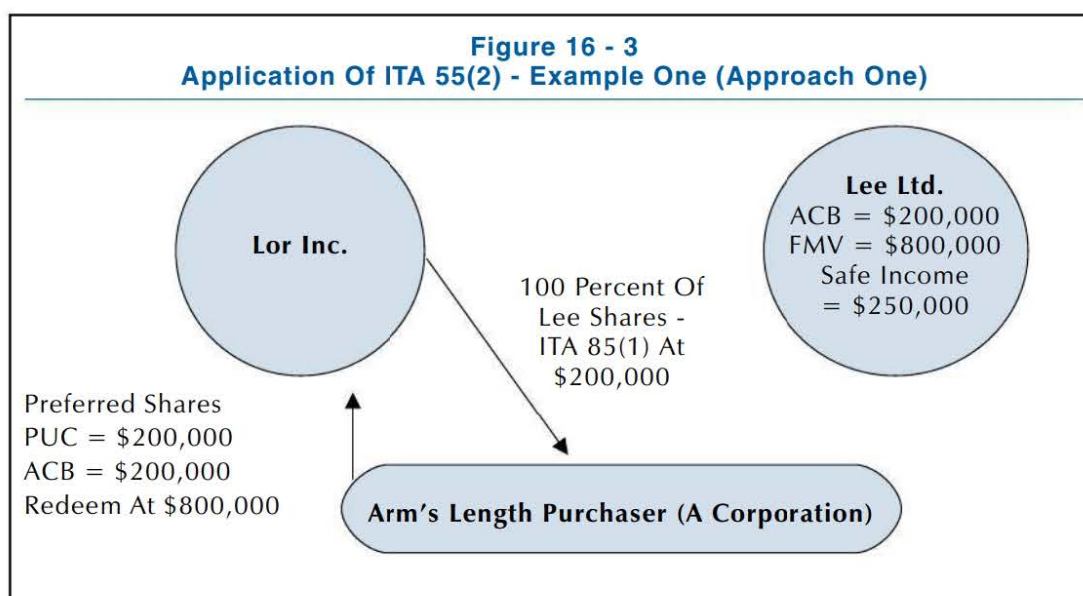 Figure 16 - 3
Application Of ITA 55(2) - Example One (Approach One)
Lor Inc.
Lee Ltd.
ACB = $200,000
FMV = $800,000
Safe Income
= $250,000
100 Percent Of
Lee Shares -
ITA 85(1) At
$200,000
Preferred Shares
PUC = $200,000
ACB = $200,000
Redeem At $800,000
Arm's Length Purchaser (A Corporation)